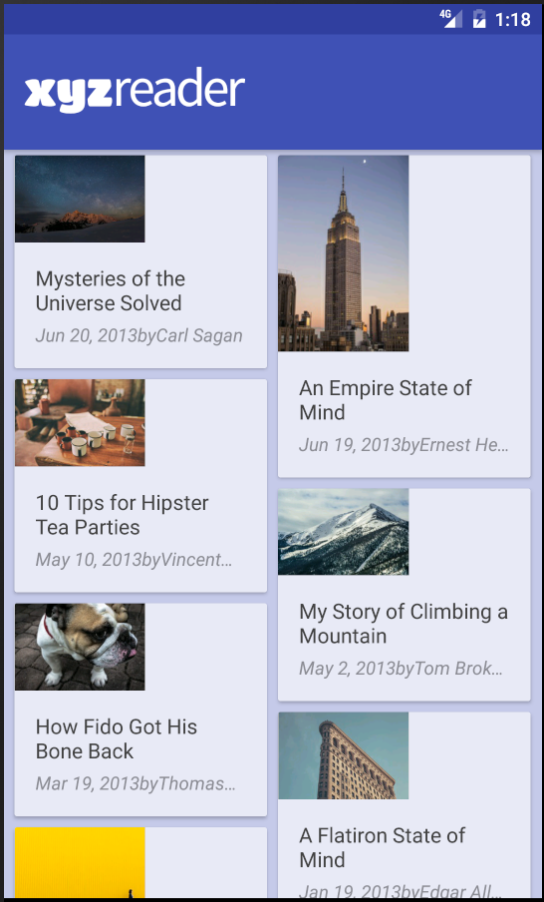 4G 1:18
xyzreader
Mysteries of the
Universe Solved
Jun 20, 2013byCarl Sagan
An Empire State of
Mind
Jun 19, 2013byErnest He…
10 Tips for Hipster
Tea Parties
May 10, 2013byVincent…
My Story of Climbing a
Mountain
May 2, 2013byTom Brok…
How Fido Got His
Bone Back
Mar 19, 2013byThomas…
A Flatiron State of
Mind
Jan 19, 2013byEdgar All…